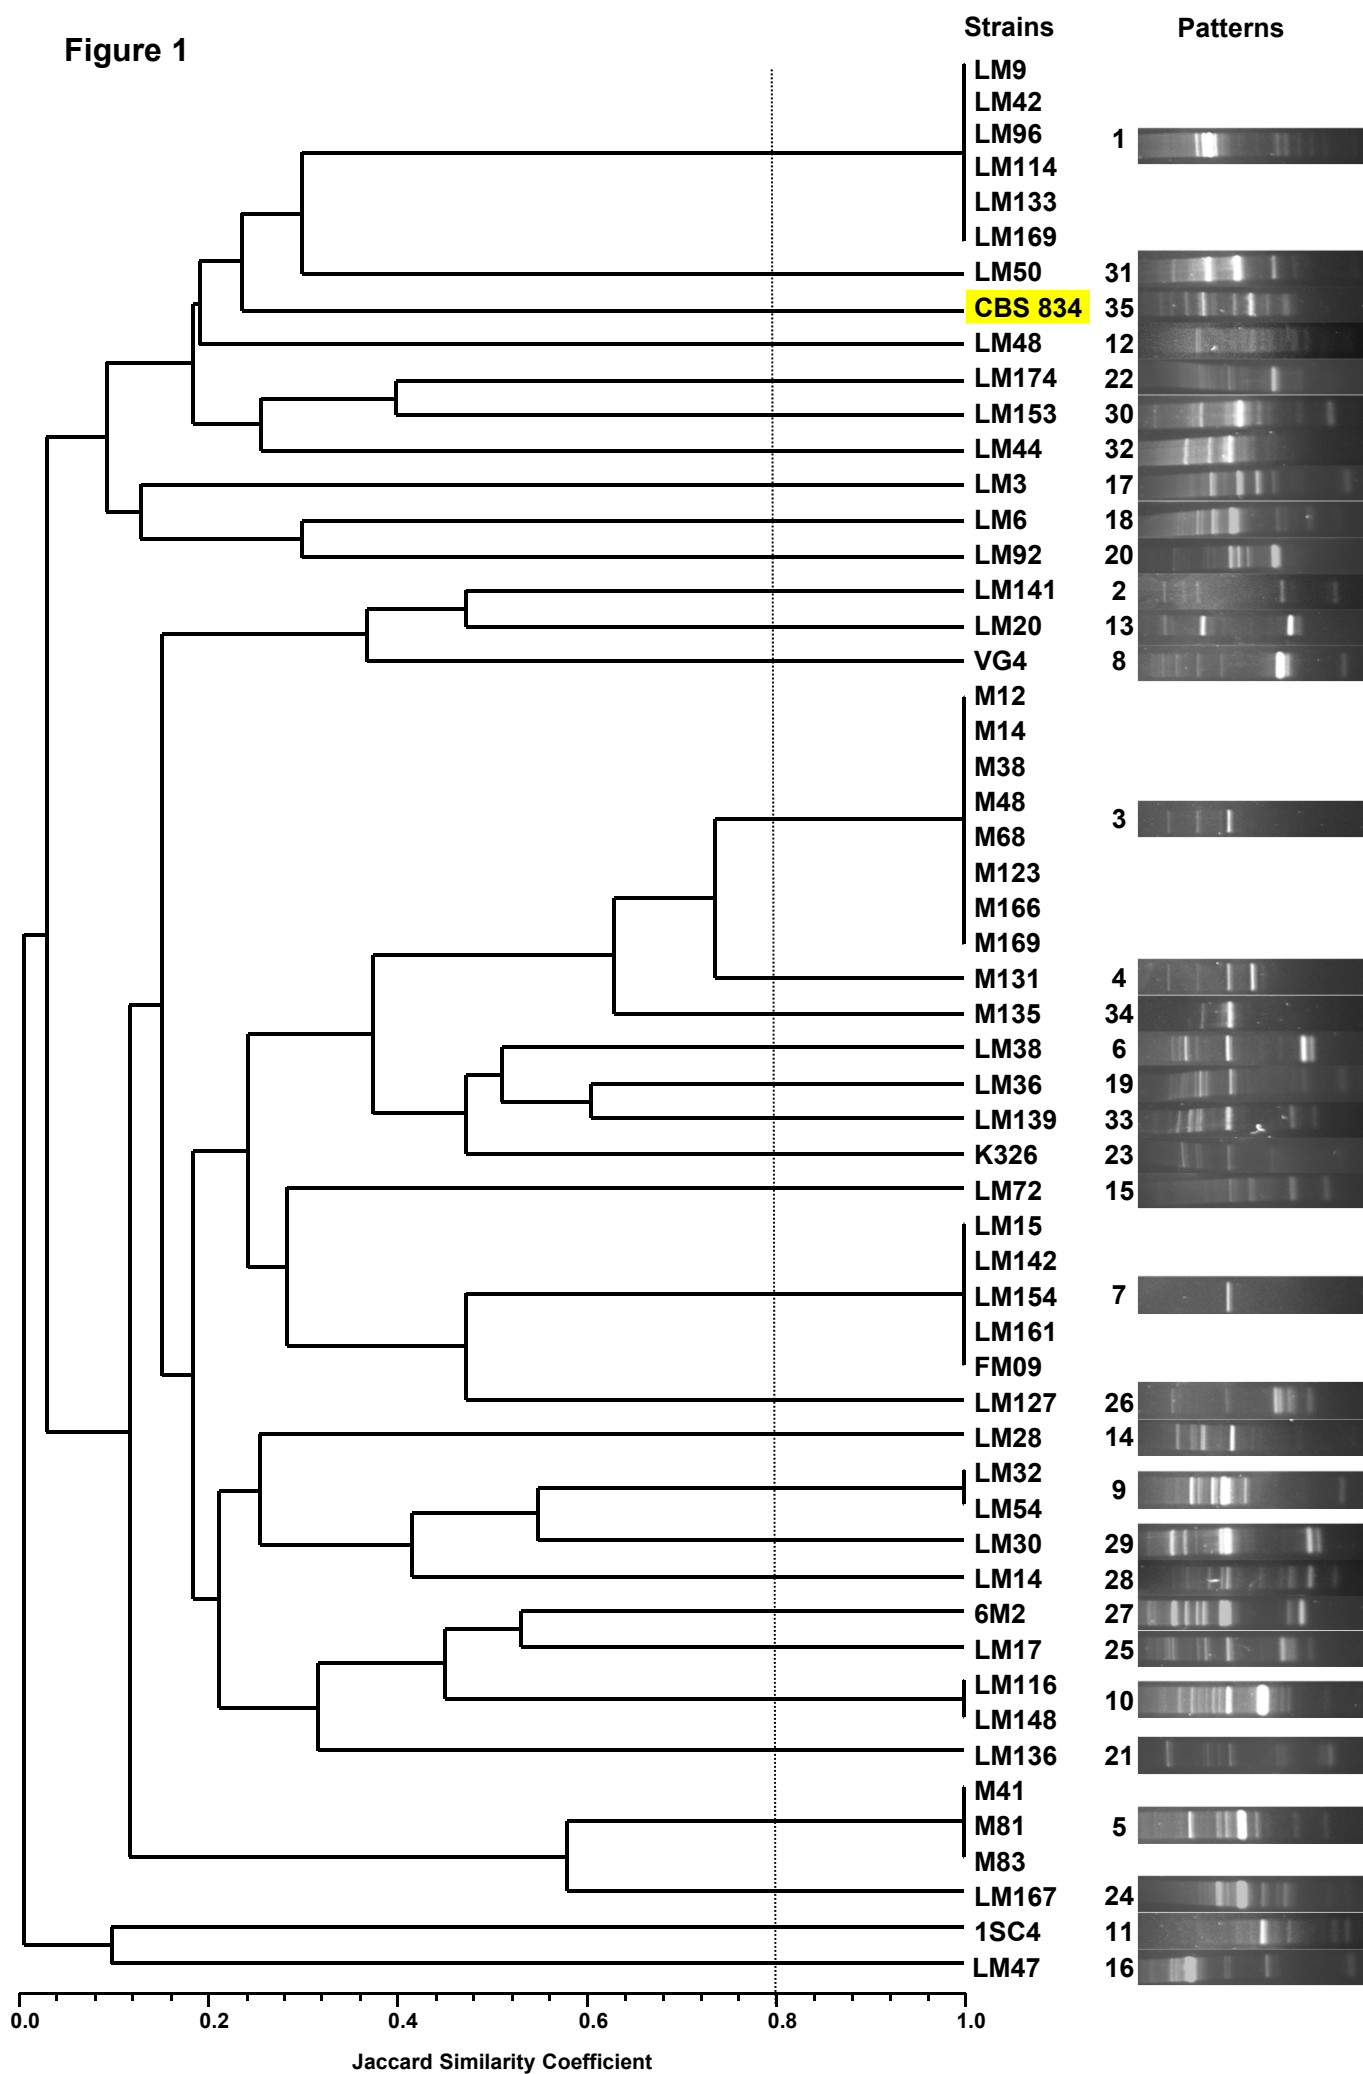 Figure 1
Strains Patterns
LM9
LM42
LM96 1
LM114
LM133
LM169
LM50 31
CBS 834 35
LM48 12
LM174 22
LM153 30
LM44 32
LM3 17
LM6 18
LM92 20
LM141 2
LM20 13
VG4 8
M12
M14
M38
M48 3
M68
M123
M166
M169
M131 4
M135 34
LM38 6
LM36 19
LM139 33
K326 23
LM72 15
LM15
LM142
LM154 7
LM161
FM09
LM127 26
LM28 14
LM32
9
LM54
LM30 29
LM14 28
6M2 27
LM17 25
LM116
10
LM148
LM136 21
M41
M81 5
M83
LM167 24
1SC4 11
LM47 16
0.0 0.2 0.4 0.6 0.8 1.0
Jaccard Similarity Coefficient